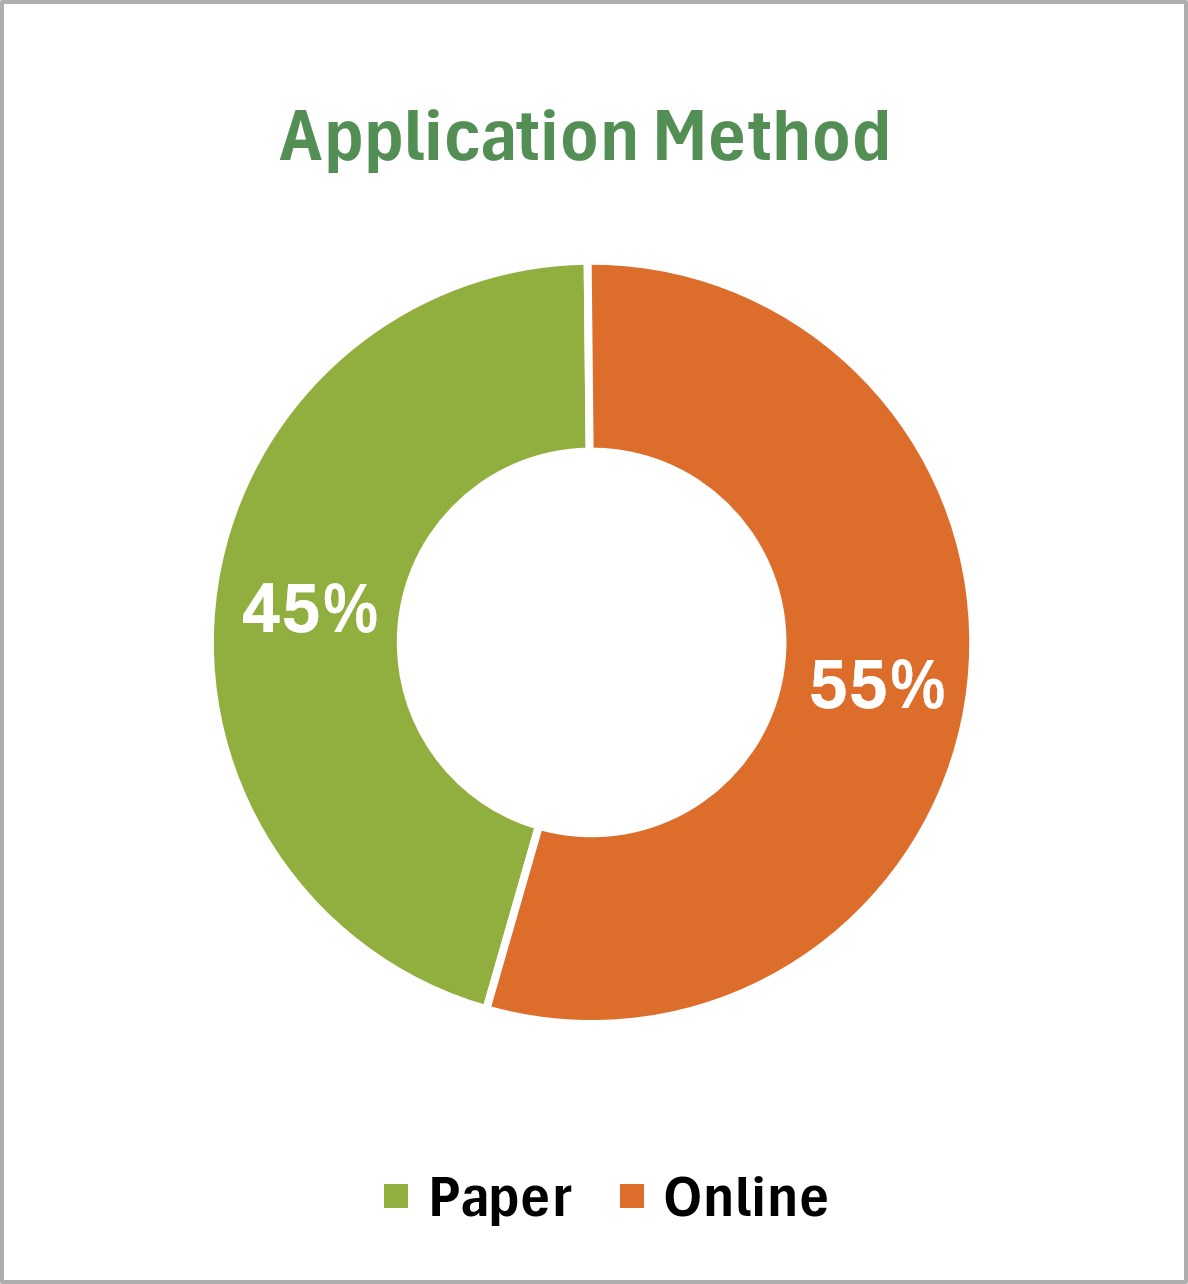 Application Method
45%
55%
Paper Online